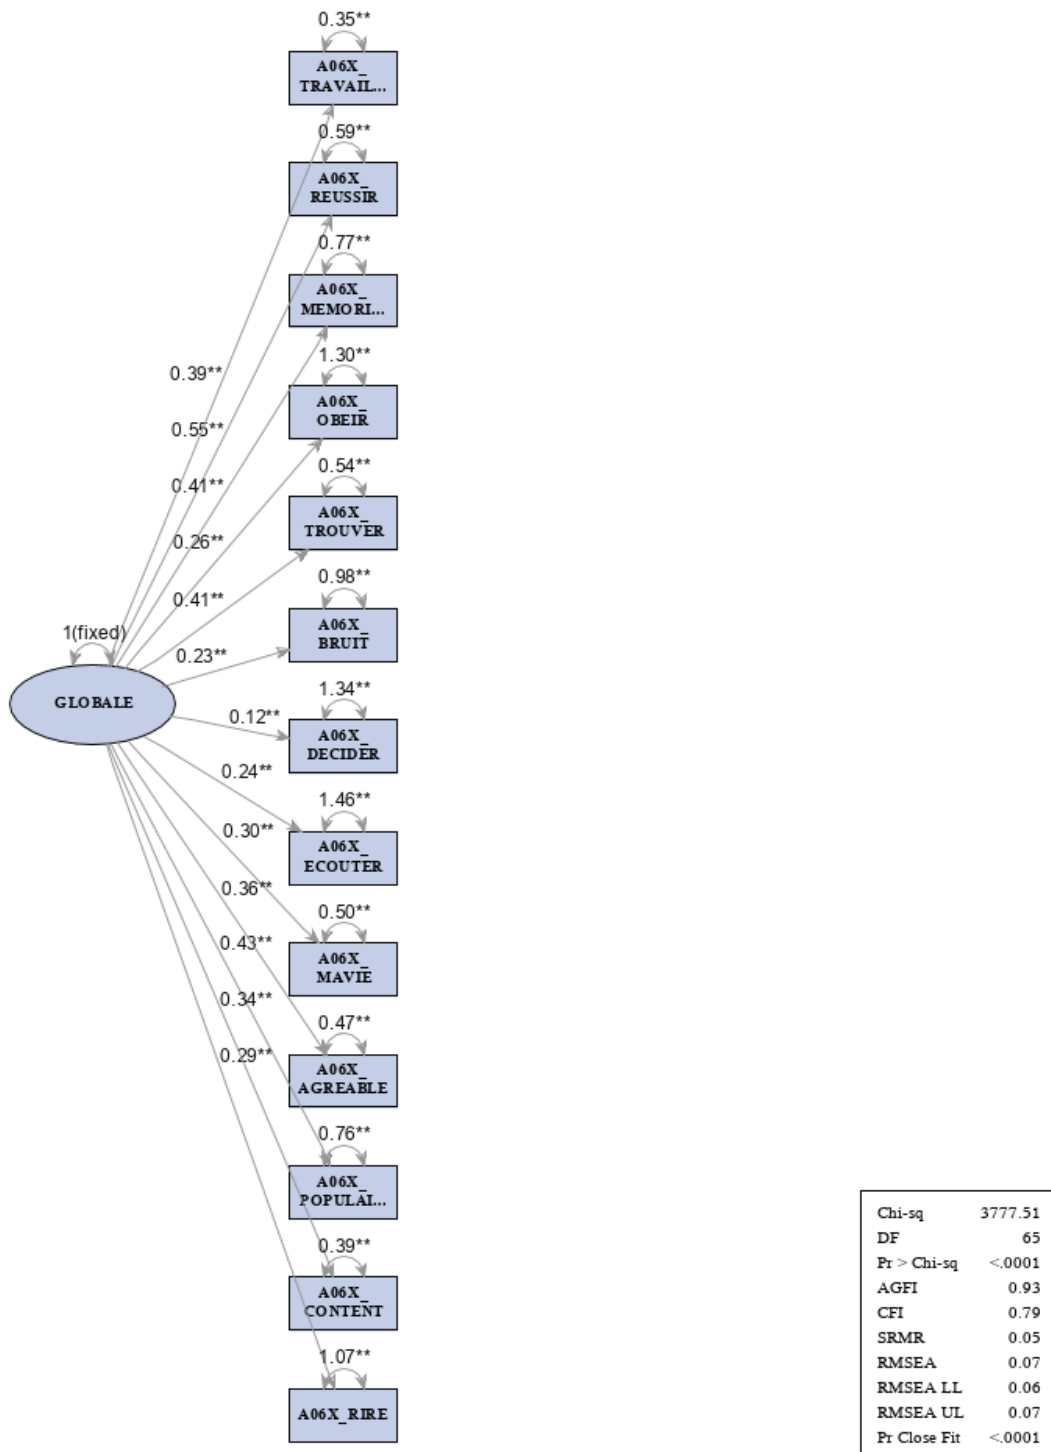 0.35**
A06X_
TRAVAIL...
0.59**
A06X_
REUSSIR
0.77**
A06X_
MEMORI...
1.30**
A06X_
OBEIR
0.54**
A06X_
TROUVER
0.98**
A06X_
BRUIT
1.34**
A06X_
DECIDER
1.46**
A06X_
ECOUTER
0.50**
A06X_
MAVIE
0.47**
A06X_
AGREABLE
0.76**
A06X_
POPULAI...
0.39**
A06X_
CONTENT
1.07**
A06X_RIRE
0.39**
0.55**
0.41**
0.26**
0.41**
0.23**
0.12**
0.24**
0.30**
0.36**
0.43**
0.34**
0.29**
1(fixed)
GLOBALE
Chi-sq 3777.51
DF 65
Pr > Chi-sq <.0001
AGFI 0.93
CFI 0.79
SRMR 0.05
RMSEA 0.07
RMSEA LL 0.06
RMSEA UL 0.07
Pr Close Fit <.0001